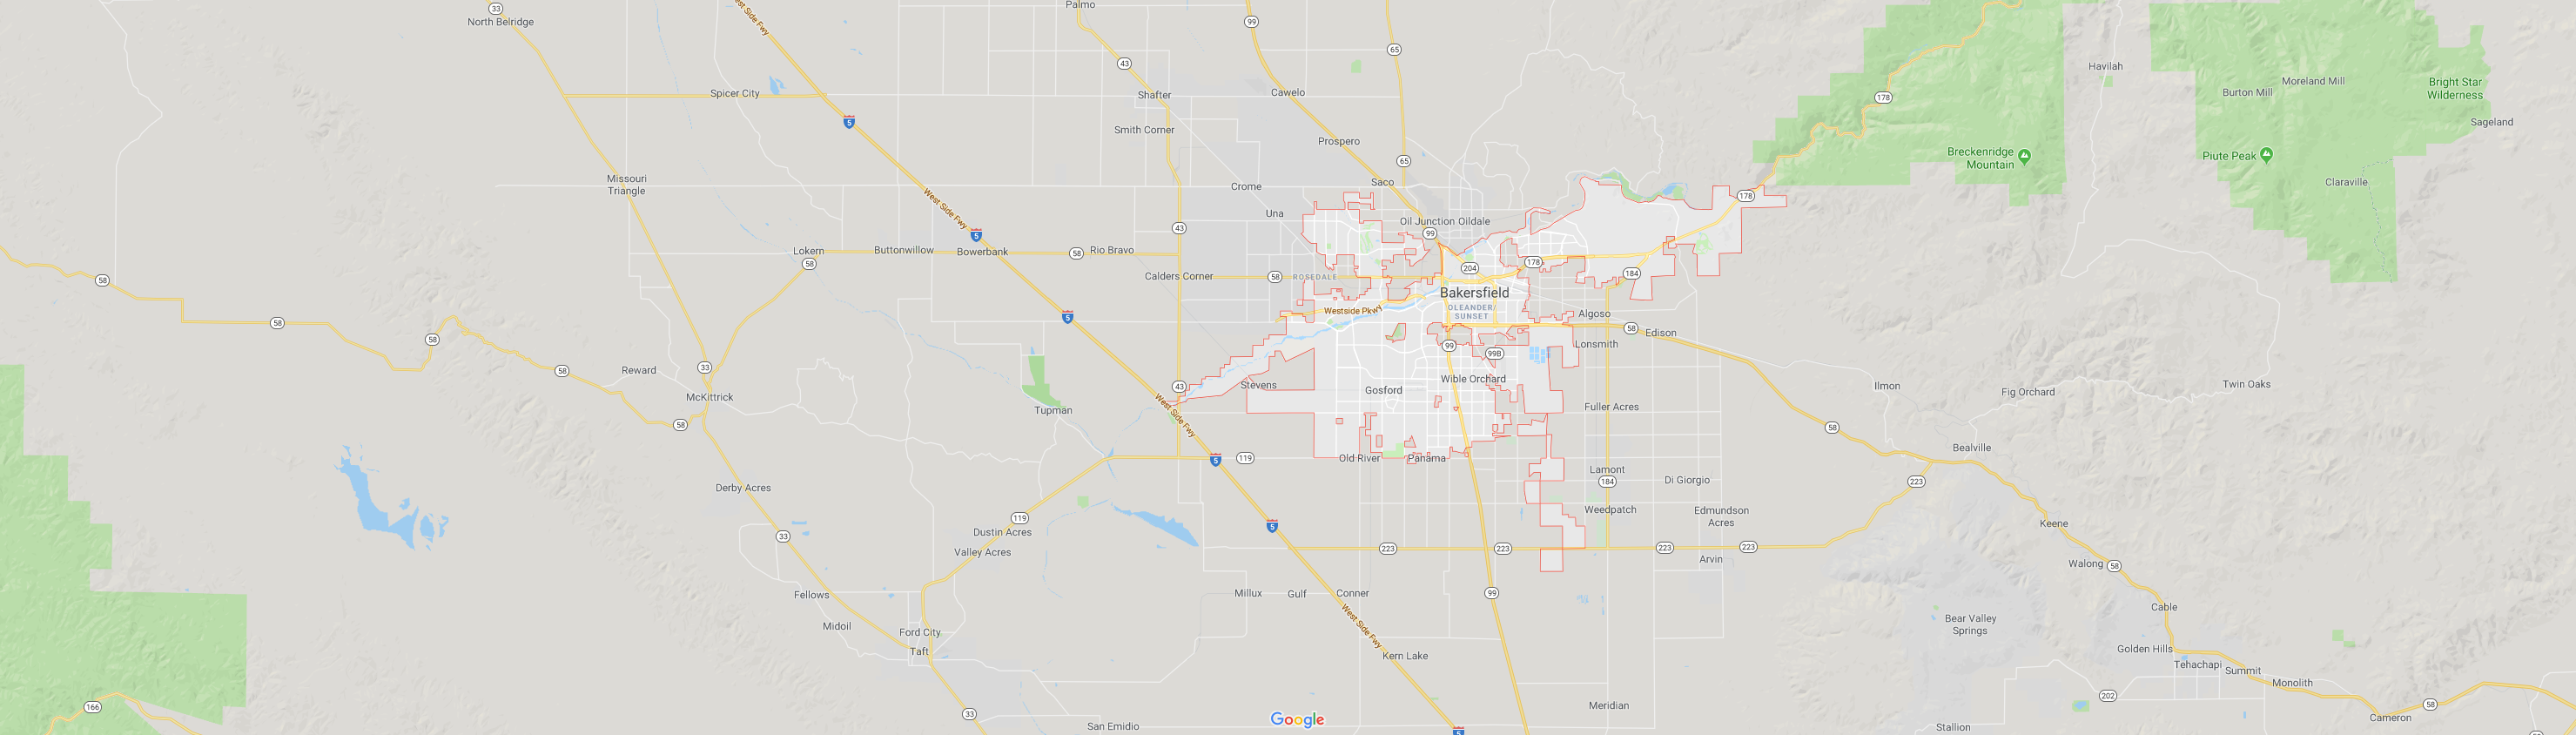 33
North Belridge
West Side Fwy
Palmo
99
65
43
Havilah
Moreland Mill
Bright Star
Wilderness
Burton Mill
Spicer City
Shafter
Cawelo
178
5
Smith Corner
Sageland
Prospero
Breckenridge
Mountain
Piute Peak
65
Missouri
Triangle
Crome
Saco
Claraville
West Side Fwy
178
Una
Oil Junction
Oildale
43
99
5
Lokern
Buttonwillow
Bowerbank
58
Rio Bravo
58
58
Calders Corner
58
ROSEDALE
204
178
184
Bakersfield
OLEANDER/
SUNSET
Westside Pkwy
5
58
Algoso
58
Edison
58
99
Lonsmith
99B
33
58
Reward
Wible Orchard
43
Stevens
Gosford
Ilmon
Fig Orchard
Twin Oaks
McKittrick
Tupman
West Side Fwy
Fuller Acres
58
58
Bealville
5
119
Old River
Panama
Lamont
184
Di Giorgio
223
Derby Acres
119
Weedpatch
Edmundson
Acres
Keene
5
33
Dustin Acres
Valley Acres
223
223
223
223
Arvin
Walong
58
Fellows
Millux
Gulf
Conner
99
Cable
Midoil
Ford City
West Side Fwy
Bear Valley
Springs
Taft
Kern Lake
Golden Hills
Tehachapi
Summit
Monolith
202
166
33
Meridian
58
Cameron
San Emidio
Google
5
Stallion